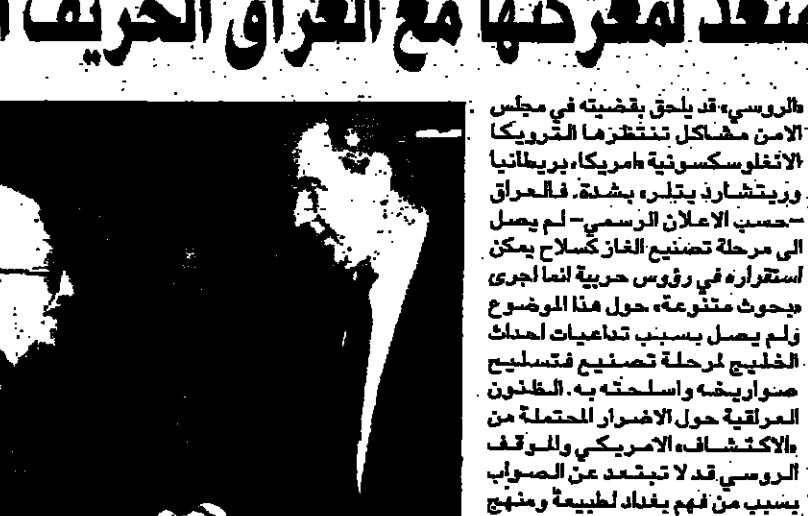 ستعد لمعركتها مع العراق الخريف ا
«الروسي» قد يلحق بقضيته في مجلس
الامن مشاكل تنتظرها الترويكا
الانغلوسكسونية «امريكا، بريطانيا
وريتشارد بتلر» بشدة. فالعراق
-حسب الاعلان الرسمي- لم يصل
الى مرحلة تصنيع الغاز كسلاح يمكن
استقراره في رؤوس حربية انما اجرى
«بحوث متنوعة» حول هذا الموضوع
ولم يصل بسبب تداعيات احداث
الخليج لمرحلة تصنيع فتسليح
صواريخه واسلحته به. الظنون
العراقية حول الاضرار المحتملة من
«الاكتشاف» الامريكي والموقف
الروسي قد لا تبتعد عن الصواب
بسبب من فهم بغداد لطبيعة ومنهج